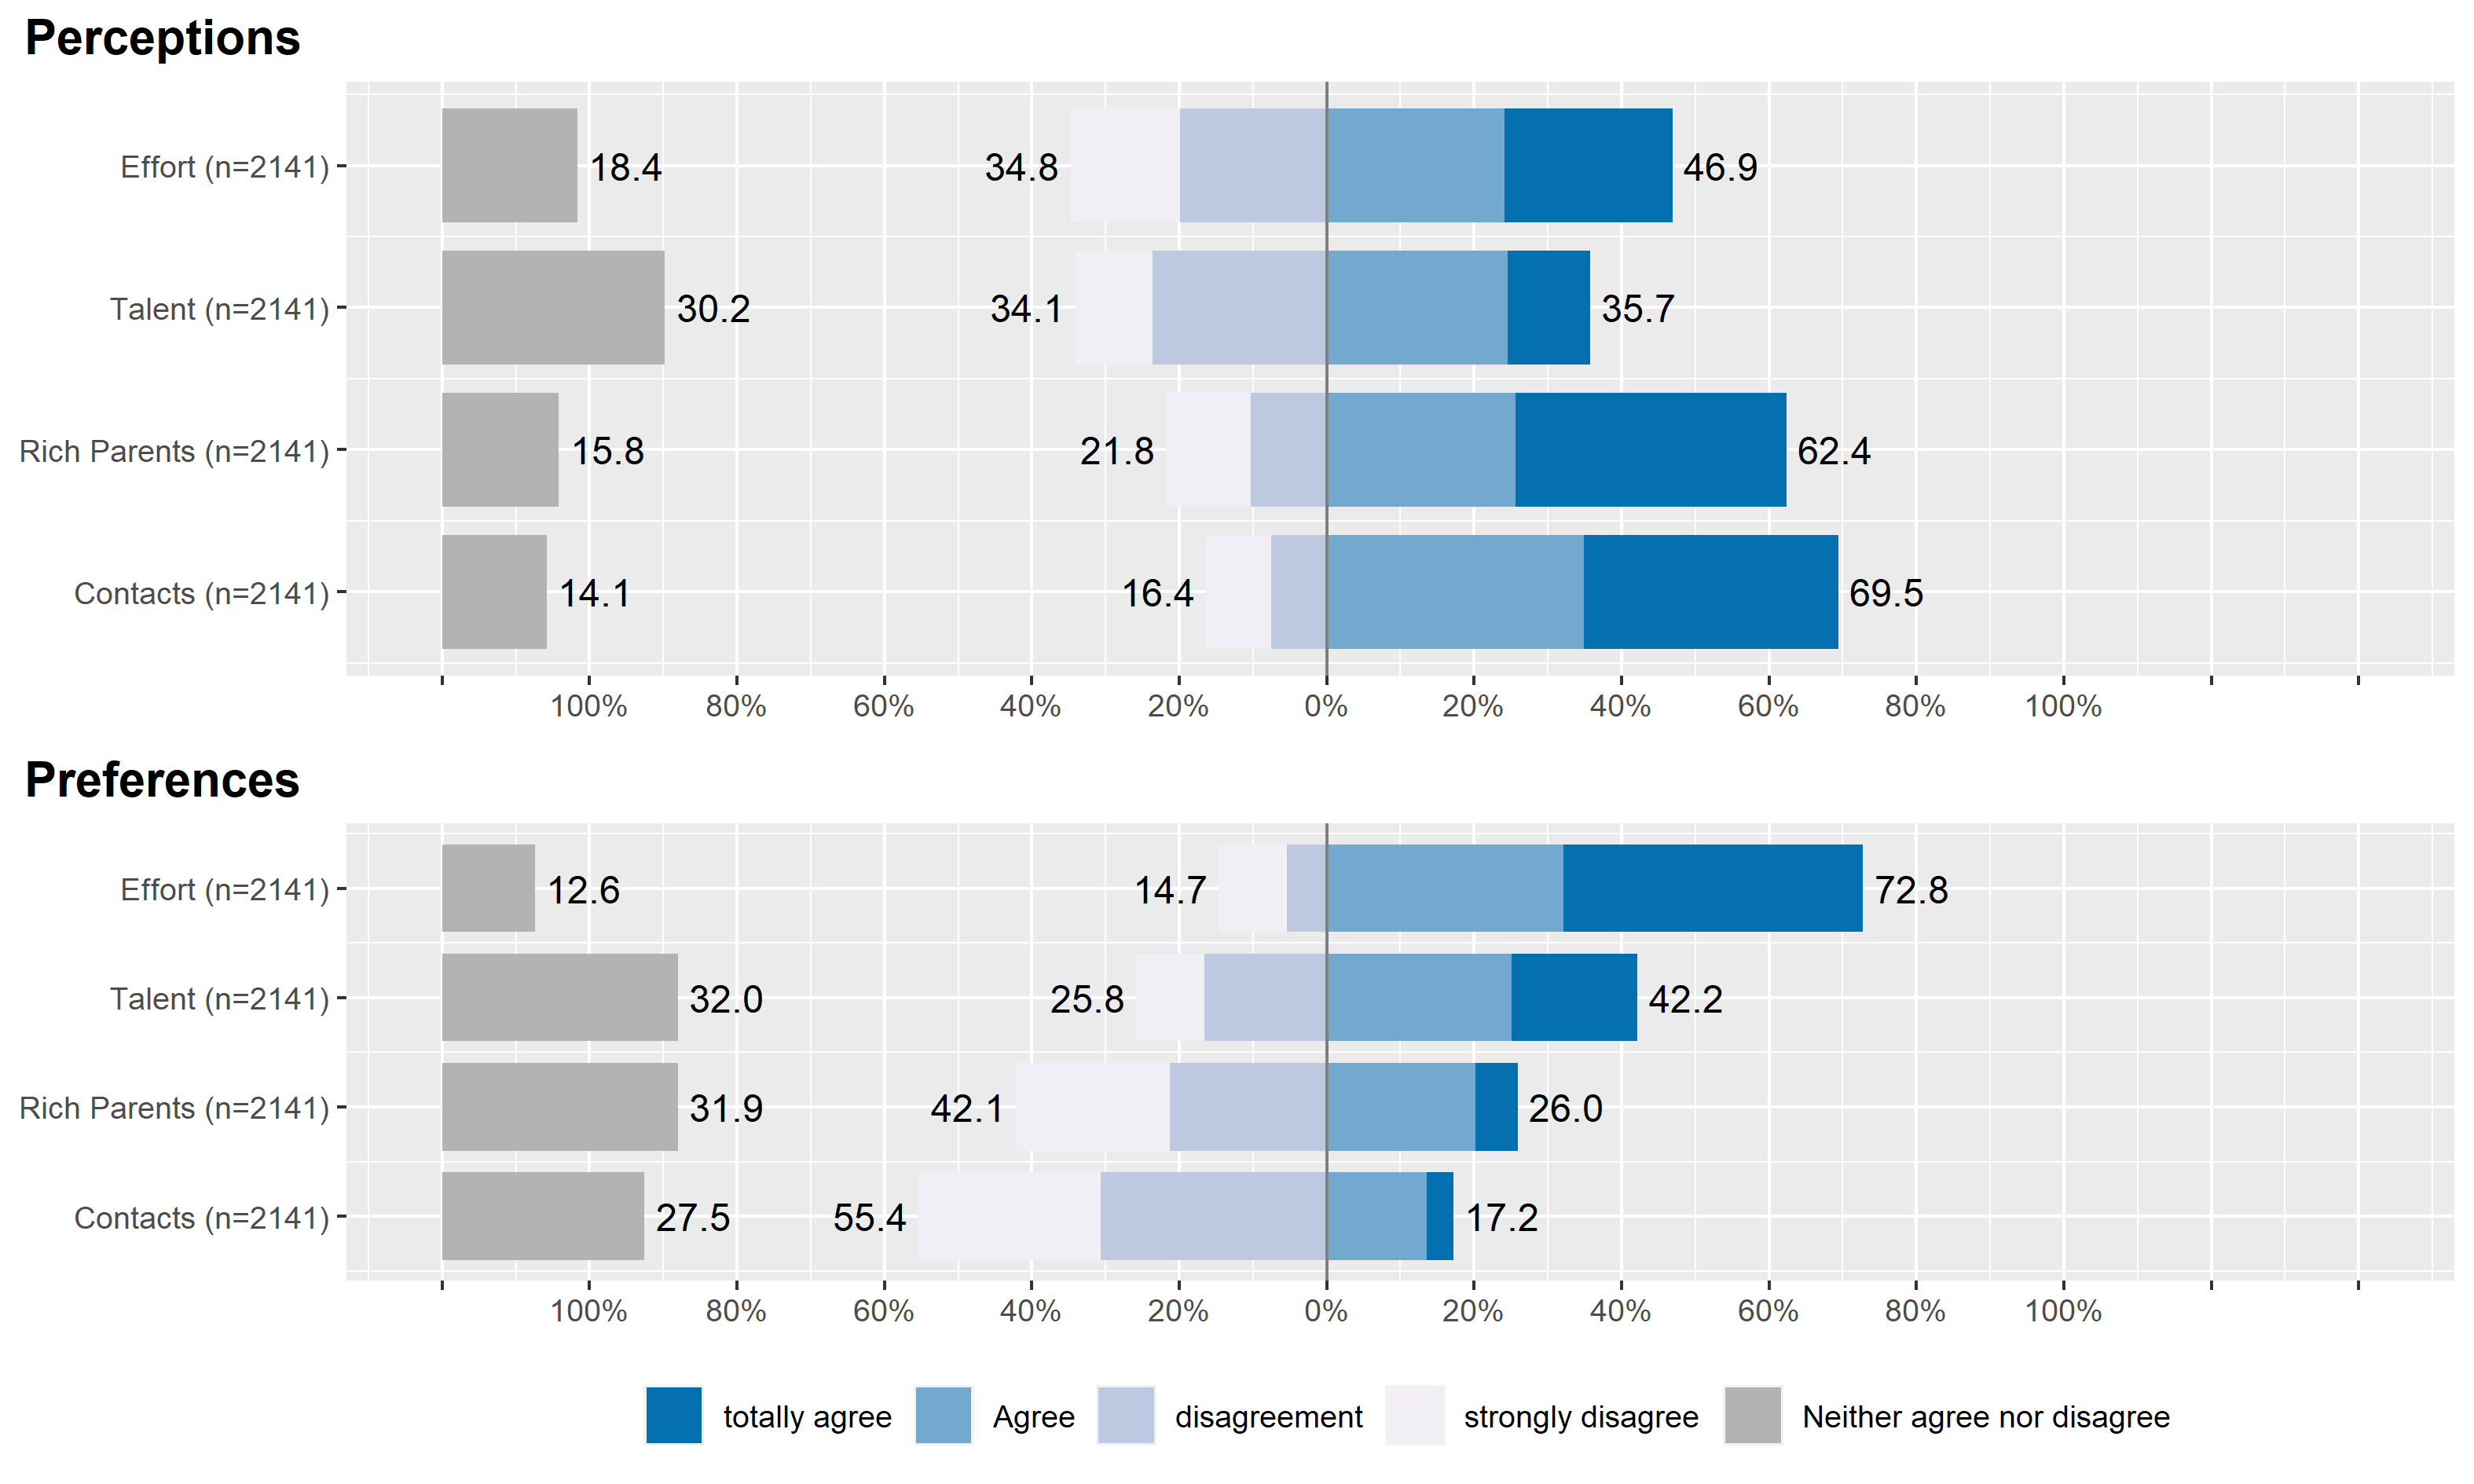 Perceptions
Effort (n=2141) 18.4 34.8 46.9
Talent (n=2141) 30.2 34.1 35.7
Rich Parents (n=2141) 15.8 21.8 62.4
Contacts (n=2141) 14.1 16.4 69.5
100% 80% 60% 40% 20% 0% 20% 40% 60% 80% 100%
Preferences
Effort (n=2141) 12.6 14.7 72.8
Talent (n=2141) 32.0 25.8 42.2
Rich Parents (n=2141) 31.9 42.1 26.0
Contacts (n=2141) 27.5 55.4 17.2
100% 80% 60% 40% 20% 0% 20% 40% 60% 80% 100%
totally agree Agree disagreement strongly disagree Neither agree nor disagree